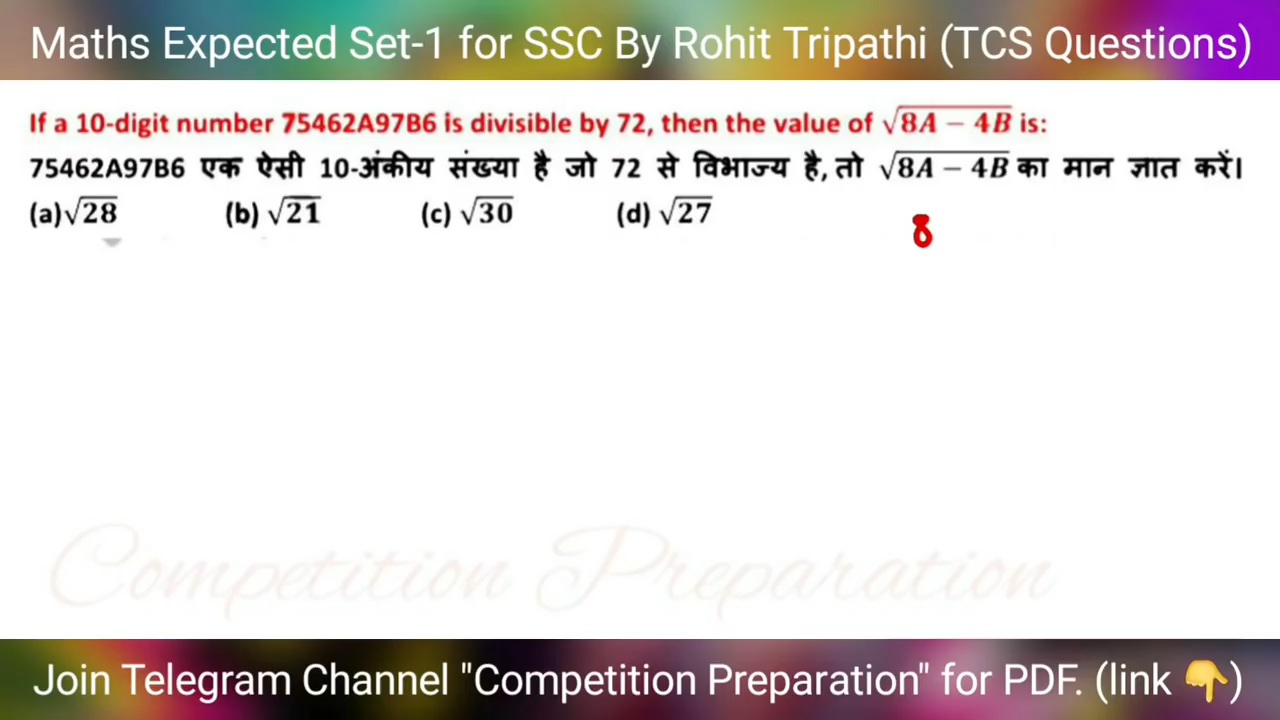 Maths Expected Set-1 for SSC By Rohit Tripathi (TCS Questions)
If a 10-digit number 75462A97B6 is divisible by 72, then the value of √8A − 4B is:
75462A97B6 एक ऐसी 10-अंकीय संख्या है जो 72 से विभाज्य है, तो √8A − 4B का मान ज्ञात करें।
(a)√28 (b) √21 (c) √30 (d) √27
8
Competition Preparation
Join Telegram Channel "Competition Preparation" for PDF. (link 👇)